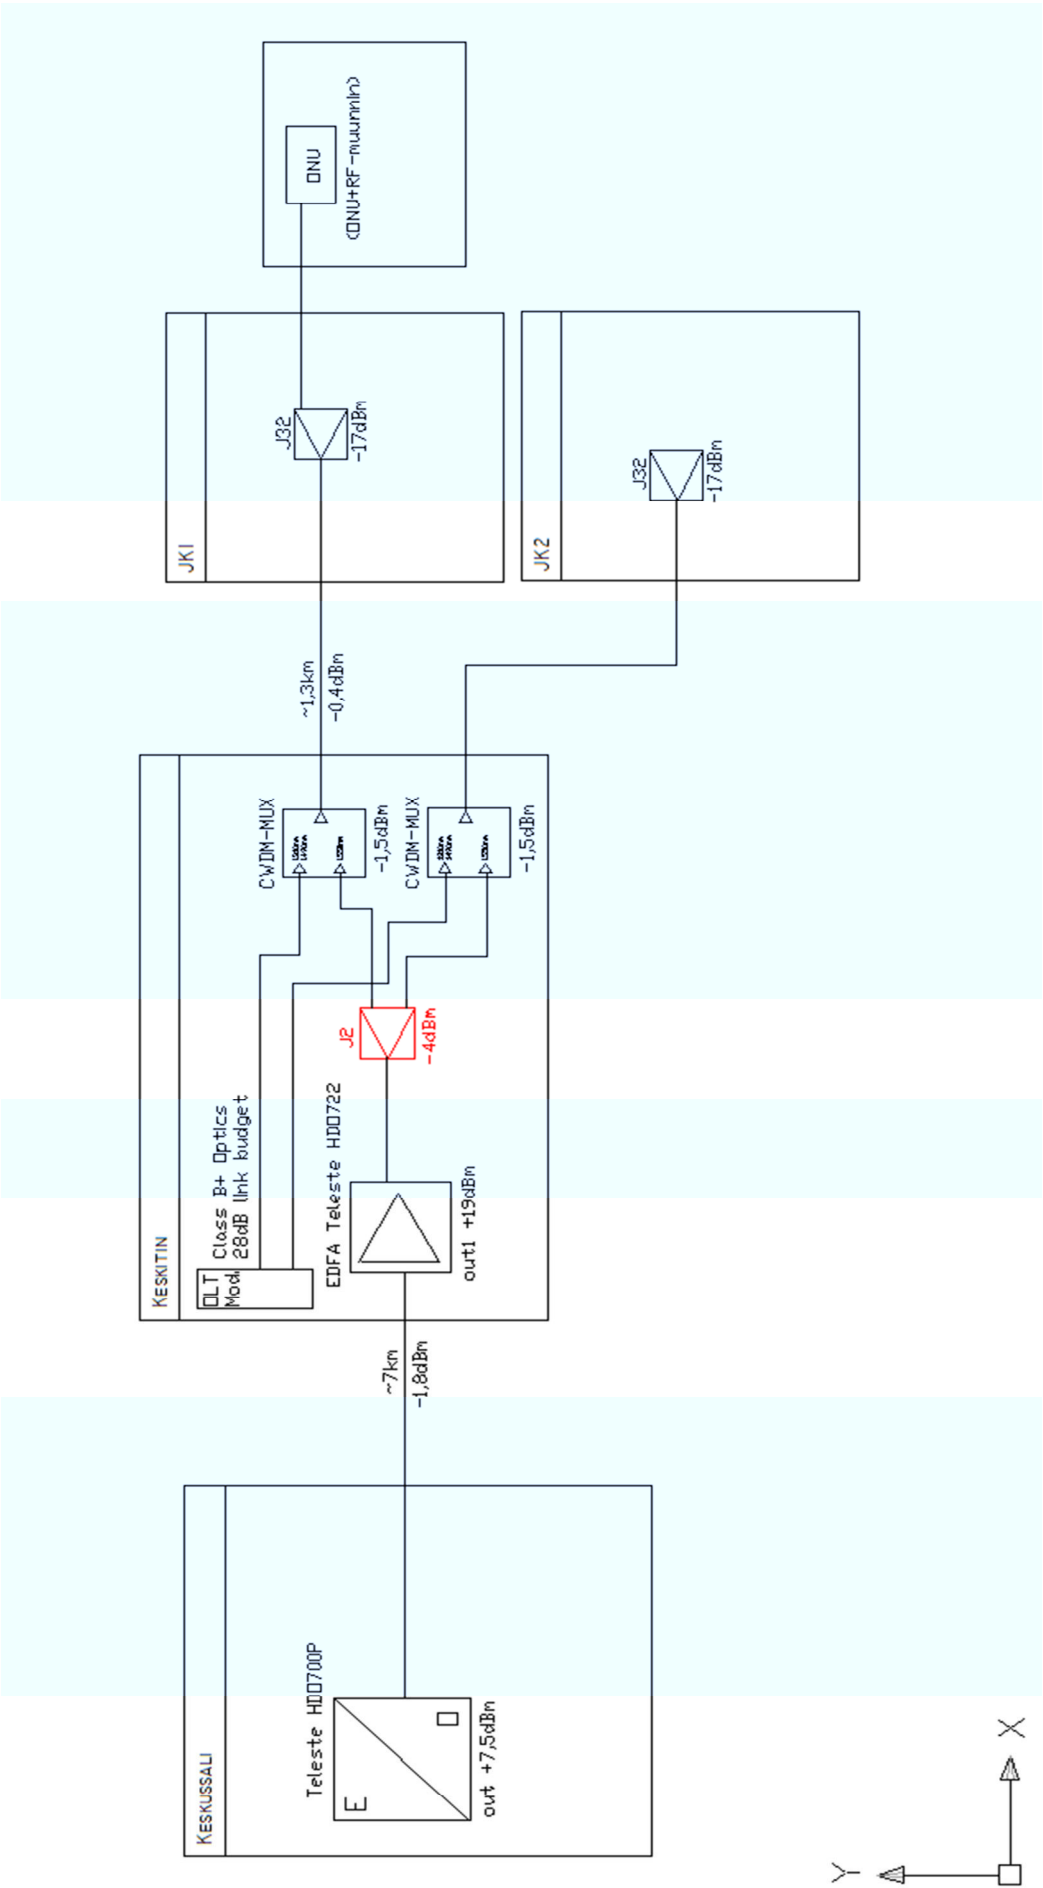 KESKUSSALI
Teleste HDO700P
E
O
out +7,5dBm
~7km
-1,8dBm
KESKITIN
OLT
Mod.
Class B+ Optics
28dB link budget
EDFA Teleste HDO722
out1 +19dBm
J2
-4dBm
CWDM-MUX
-1,5dBm
CWDM-MUX
-1,5dBm
~1,3km
-0,4dBm
JK1
J32
-17dBm
JK2
J32
-17dBm
ONU
(ONU+RF-muunnin)
Y
X